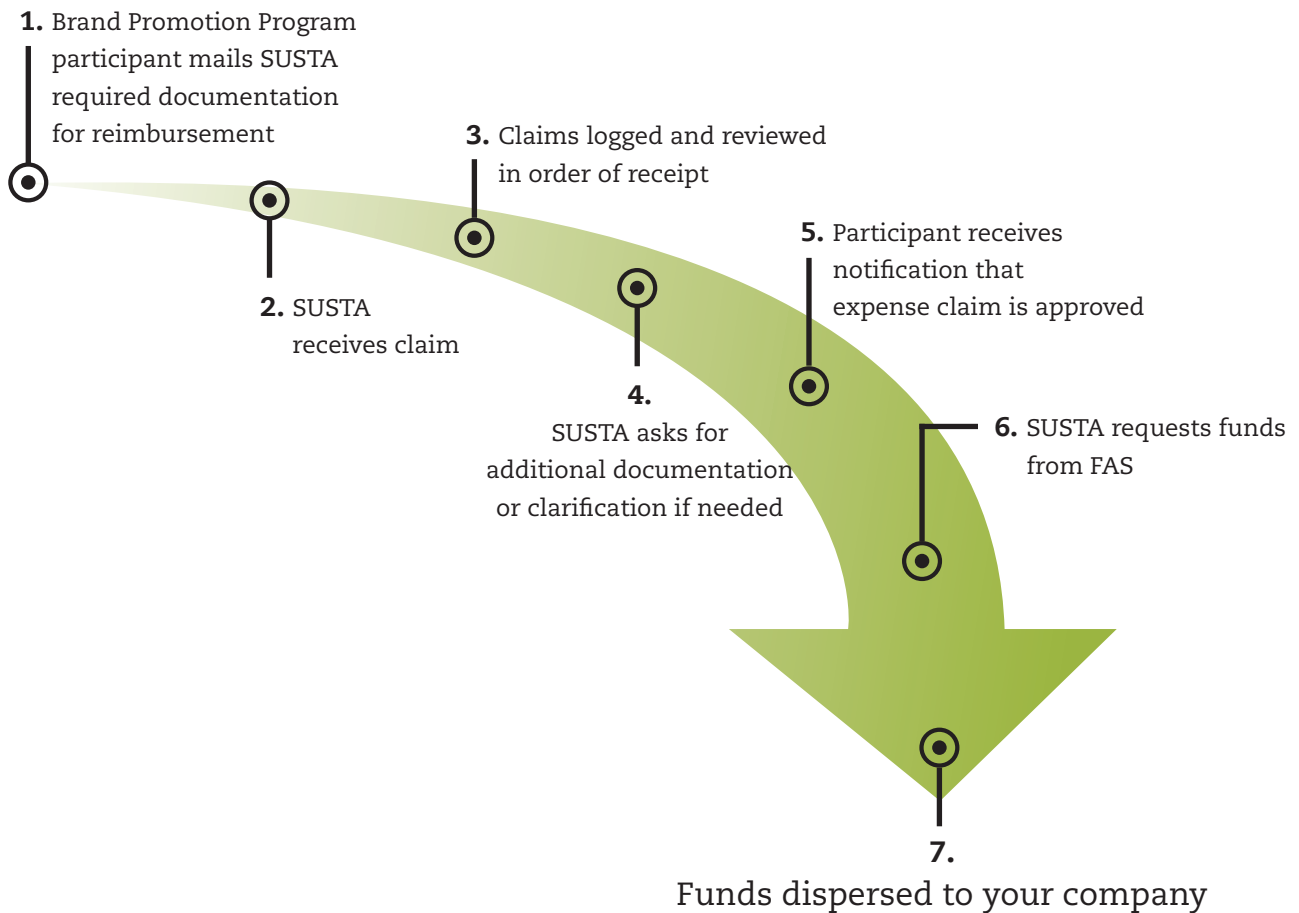 1. Brand Promotion Program
participant mails SUSTA
required documentation
for reimbursement
2. SUSTA
receives claim
3. Claims logged and reviewed
in order of receipt
4.
SUSTA asks for
additional documentation
or clarification if needed
5. Participant receives
notification that
expense claim is approved
6. SUSTA requests funds
from FAS
7.
Funds dispersed to your company